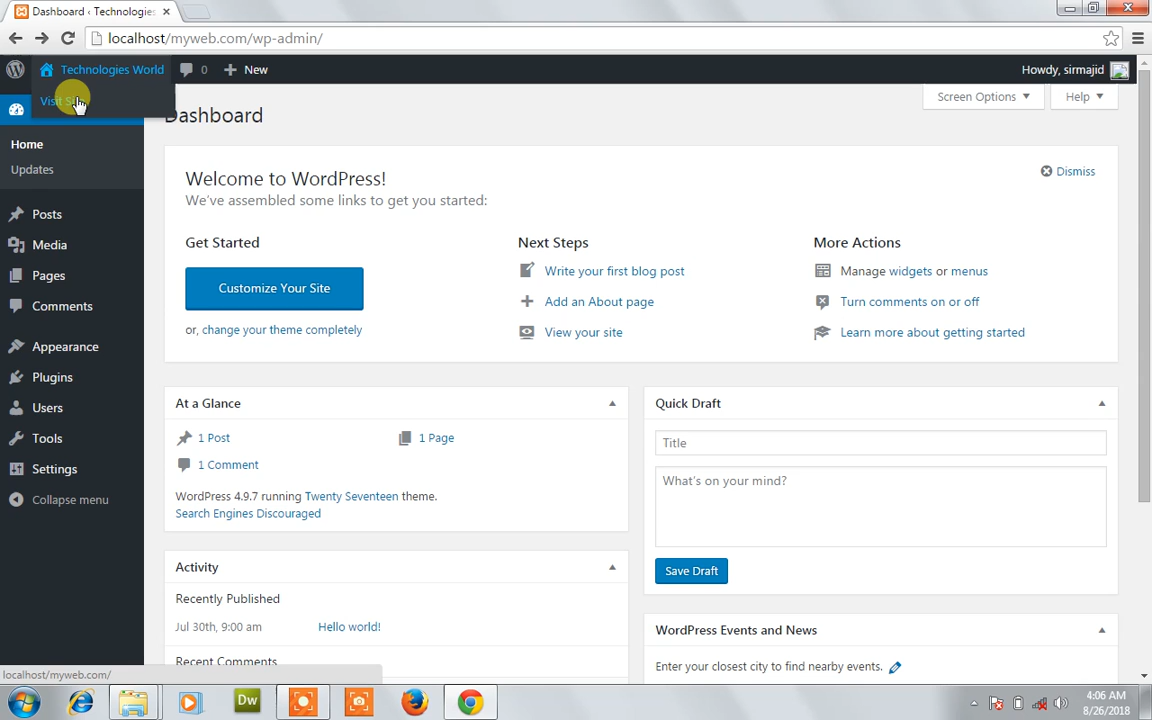 Dashboard ‹ Technologies
localhost/myweb.com/wp-admin/
Technologies World
0
New
Howdy, sirmajid
Visit
Screen Options
Help
Dashboard
Home
Updates
Posts
Media
Pages
Comments
Appearance
Plugins
Users
Tools
Settings
Collapse menu
Welcome to WordPress!
We've assembled some links to get you started:
Dismiss
Get Started
Customize Your Site
or, change your theme completely
Next Steps
Write your first blog post
Add an About page
View your site
More Actions
Manage widgets or menus
Turn comments on or off
Learn more about getting started
At a Glance
1 Post
1 Page
1 Comment
WordPress 4.9.7 running Twenty Seventeen theme.
Search Engines Discouraged
Activity
Recently Published
Jul 30th, 9:00 am
Hello world!
Recent Comments
Quick Draft
Title
What's on your mind?
Save Draft
WordPress Events and News
Enter your closest city to find nearby events.
localhost/myweb.com/
Dw
4:06 AM
8/26/2018